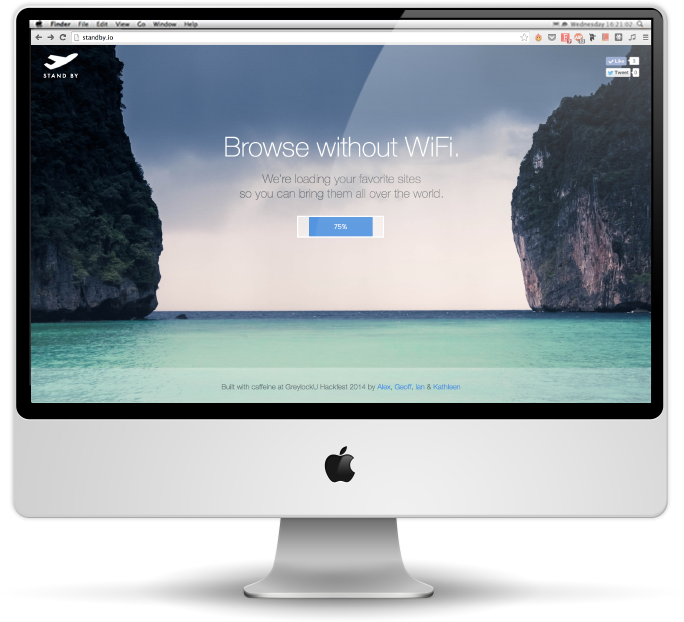 Finder File Edit View Go Window Help
Wednesday 16:21:02
standby.io
STAND BY
Like 0
Tweet 0
Browse without WiFi.
We're loading your favorite sites
so you can bring them all over the world.
75%
Built with caffeine at GreylockU Hackfest 2014 by Alex, Geoff, Ian & Kathleen